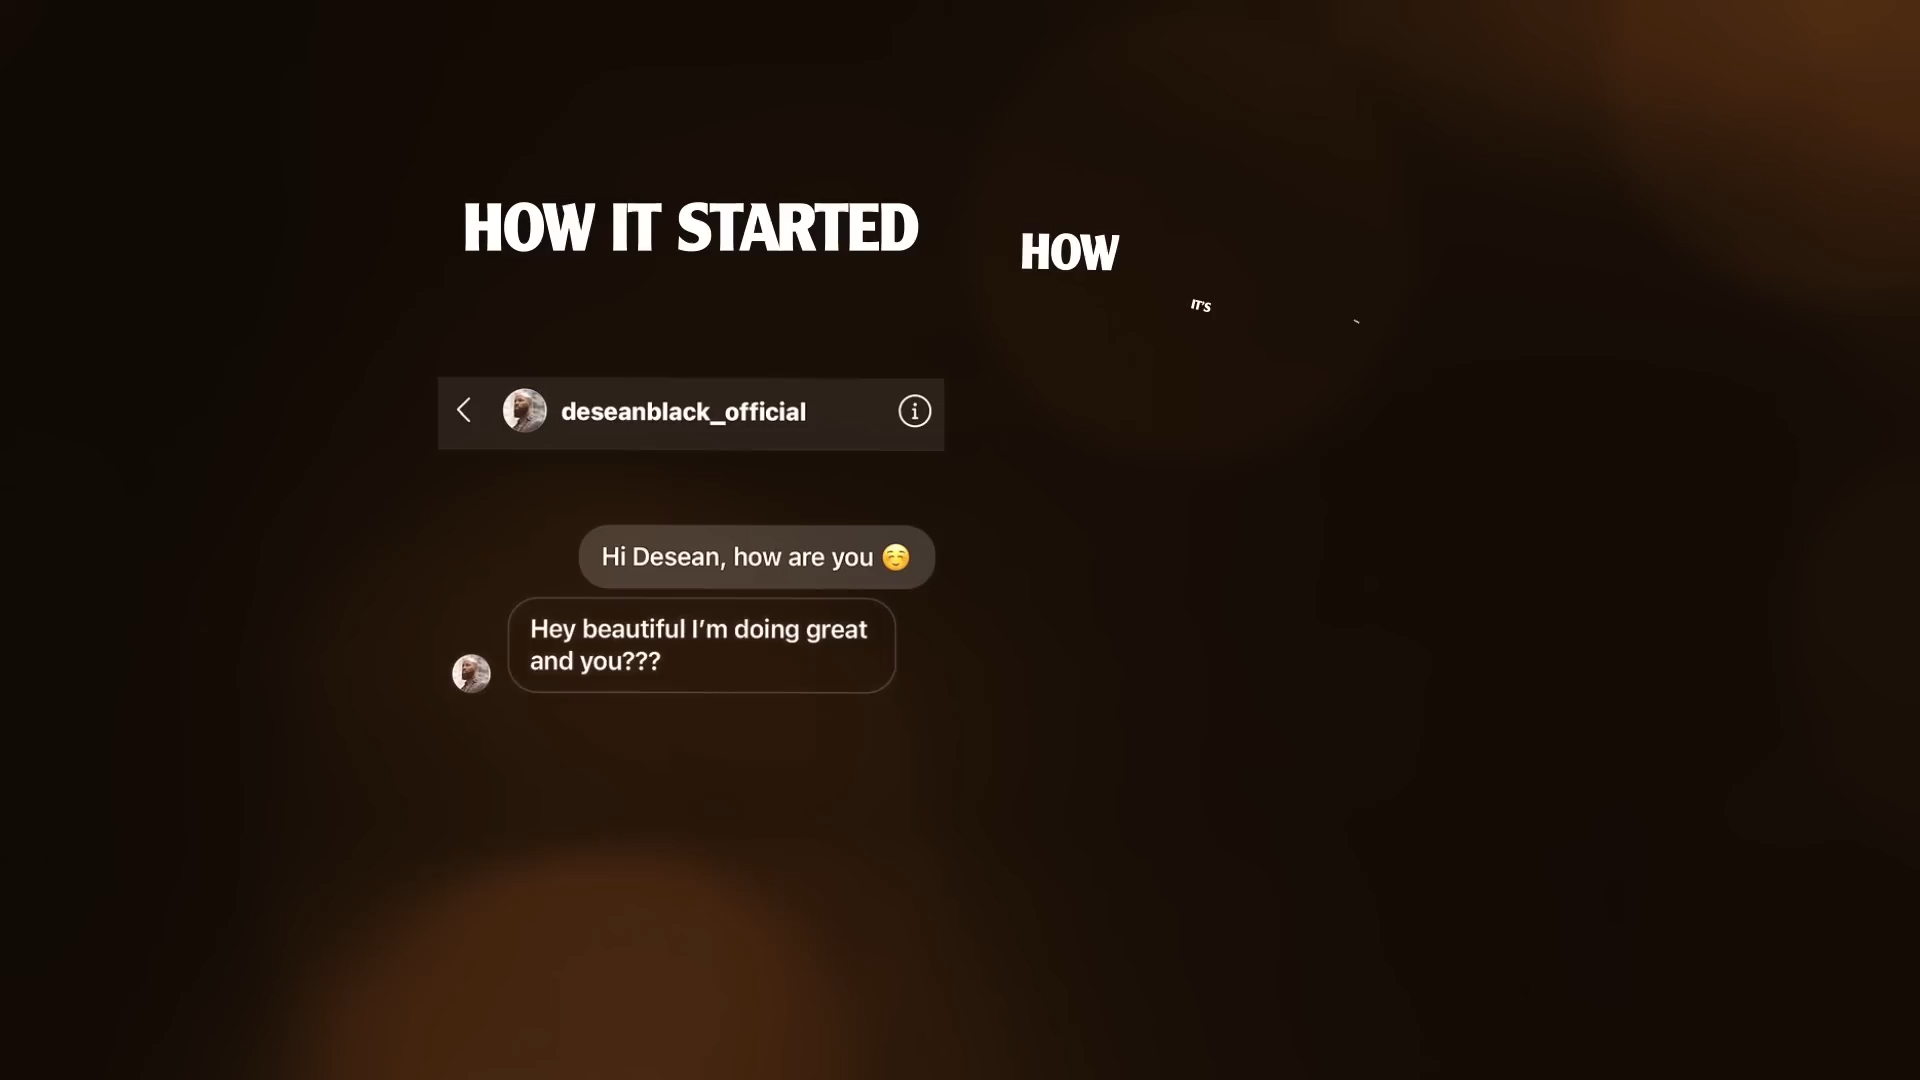 HOW IT STARTED
HOW
IT'S
deseanblack_official
Hi Desean, how are you ☺️
Hey beautiful I’m doing great
and you???